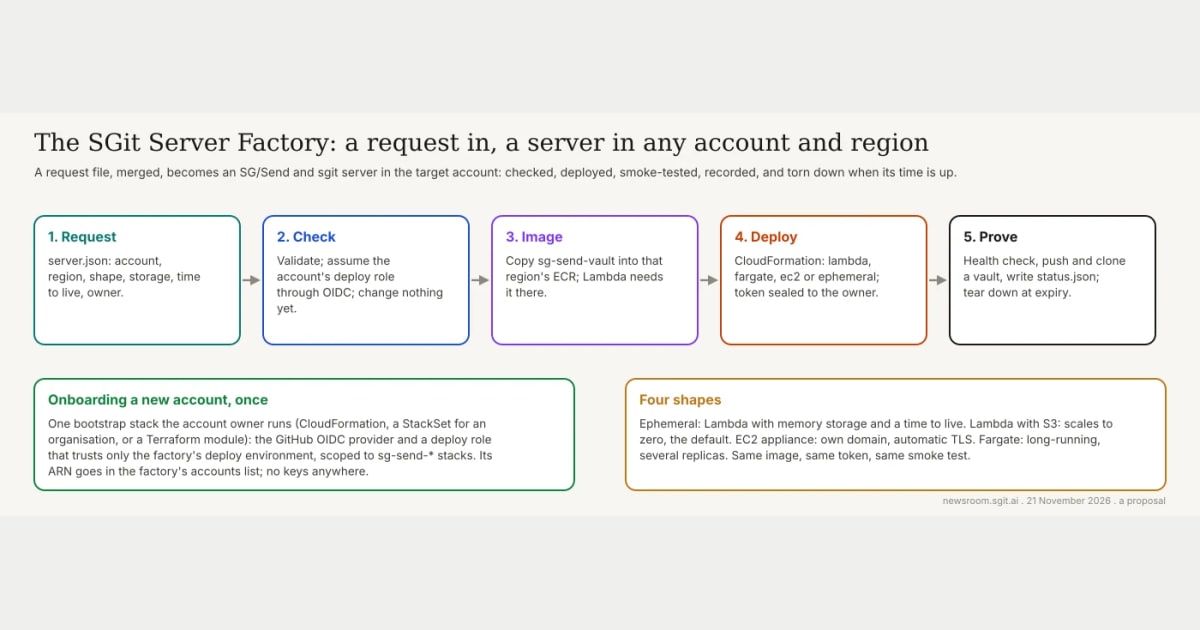 The SGit Server Factory: a request in, a server in any account and region
A request file, merged, becomes an SG/Send and sgit server in the target account: checked, deployed, smoke-tested, recorded, and torn down when its time is up.
1. Request
server.json: account,
region, shape, storage, time
to live, owner.
2. Check
Validate; assume the
account's deploy role
through OIDC; change nothing
yet.
3. Image
Copy sg-send-vault into that
region's ECR; Lambda needs
it there.
4. Deploy
CloudFormation: lambda,
fargate, ec2 or ephemeral;
token sealed to the owner.
5. Prove
Health check, push and clone
a vault, write status.json;
tear down at expiry.
Onboarding a new account, once
One bootstrap stack the account owner runs (CloudFormation, a StackSet for an
organisation, or a Terraform module): the GitHub OIDC provider and a deploy role
that trusts only the factory's deploy environment, scoped to sg-send-* stacks. Its
ARN goes in the factory's accounts list; no keys anywhere.
Four shapes
Ephemeral: Lambda with memory storage and a time to live. Lambda with S3: scales to
zero, the default. EC2 appliance: own domain, automatic TLS. Fargate: long-running,
several replicas. Same image, same token, same smoke test.
newsroom.sgit.ai . 21 November 2026 . a proposal